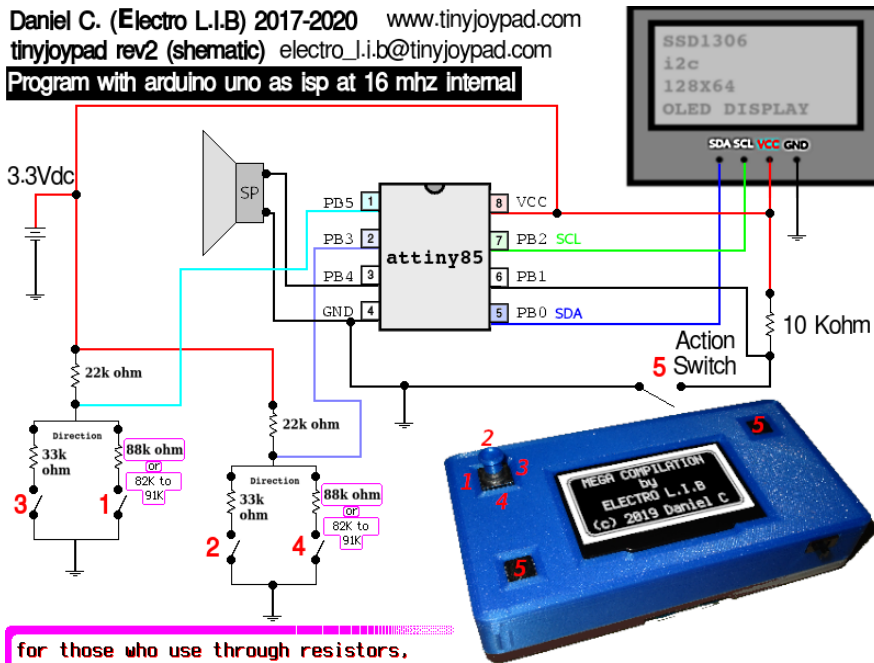 Daniel C. (Electro L.I.B) 2017-2020 www.tinyjoypad.com
tinyjoypad rev2 (shematic) electro_l.i.b@tinyjoypad.com
Program with arduino uno as isp at 16 mhz internal
SSD1306
i2c
128X64
OLED DISPLAY
SDA SCL VCC GND
3.3Vdc
SP
PB5 1
PB3 2
PB4 3
GND 4
attiny85
8 VCC
7 PB2 SCL
6 PB1
5 PB0 SDA
10 Kohm
Action
5 Switch
22k ohm
Direction
33k
ohm
88k ohm
or
82K to
91K
3
1
22k ohm
Direction
33k
ohm
88k ohm
or
82K to
91K
2
4
2
1
3
4
5
5
MEGA COMPILATION
by
ELECTRO L.I.B
(c) 2019 Daniel C
for those who use through resistors,